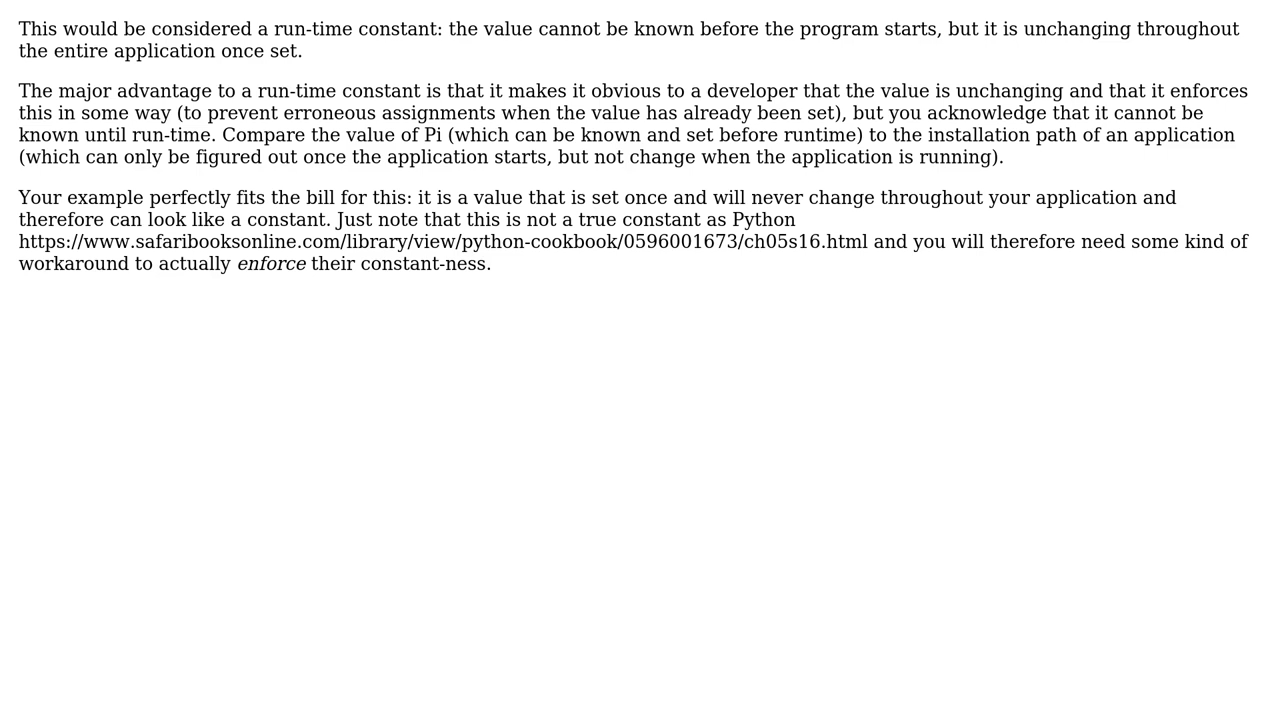 This would be considered a run-time constant: the value cannot be known before the program starts, but it is unchanging throughout
the entire application once set.
The major advantage to a run-time constant is that it makes it obvious to a developer that the value is unchanging and that it enforces
this in some way (to prevent erroneous assignments when the value has already been set), but you acknowledge that it cannot be
known until run-time. Compare the value of Pi (which can be known and set before runtime) to the installation path of an application
(which can only be figured out once the application starts, but not change when the application is running).
Your example perfectly fits the bill for this: it is a value that is set once and will never change throughout your application and
therefore can look like a constant. Just note that this is not a true constant as Python
https://www.safaribooksonline.com/library/view/python-cookbook/0596001673/ch05s16.html and you will therefore need some kind of
workaround to actually enforce their constant-ness.